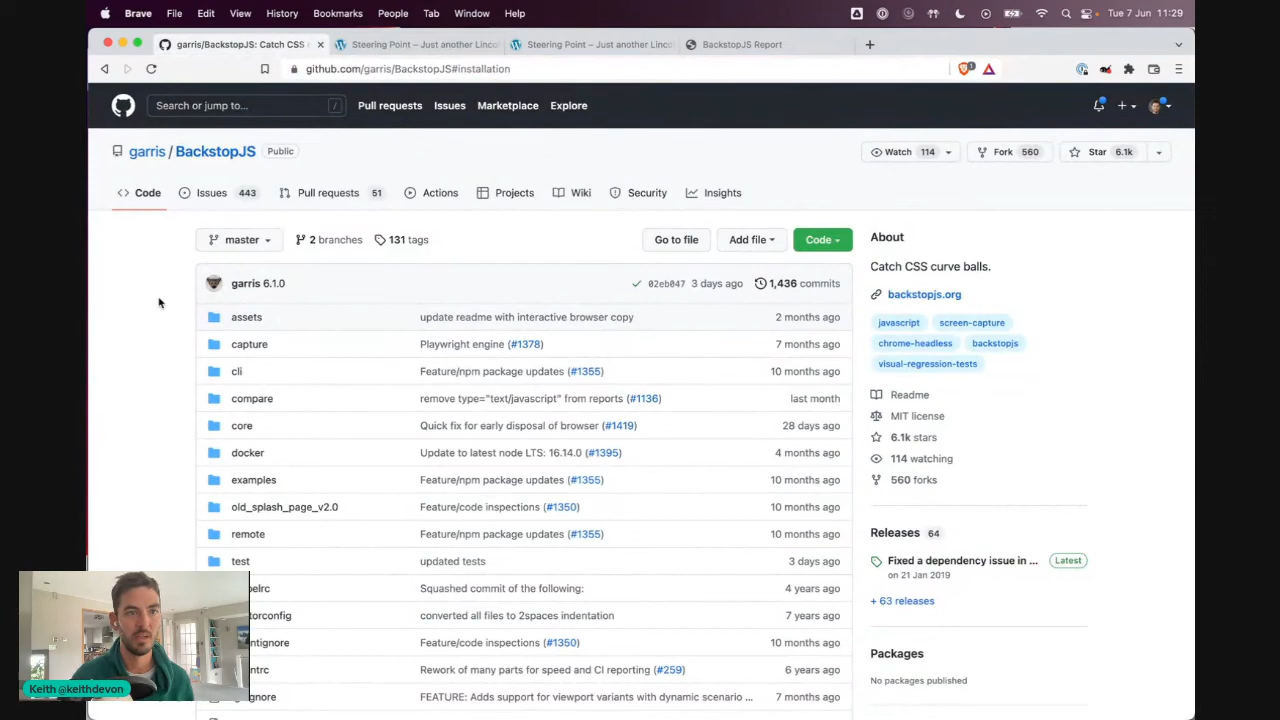 Brave File Edit View History Bookmarks People Tab Window Help Tue 7 Jun 11:29
garris/BackstopJS: Catch CSS Steering Point – Just another Linco Steering Point – Just another Linco BackstopJS Report
github.com/garris/BackstopJS#installation 1
Search or jump to... / Pull requests Issues Marketplace Explore
garris / BackstopJS Public Watch 114 Fork 560 Star 6.1k
Code Issues 443 Pull requests 51 Actions Projects Wiki Security Insights
master 2 branches 131 tags Go to file Add file Code
garris 6.1.0 02eb047 3 days ago 1,436 commits
assets update readme with interactive browser copy 2 months ago
capture Playwright engine (#1378) 7 months ago
cli Feature/npm package updates (#1355) 10 months ago
compare remove type="text/javascript" from reports (#1136) last month
core Quick fix for early disposal of browser (#1419) 28 days ago
docker Update to latest node LTS: 16.14.0 (#1395) 4 months ago
examples Feature/npm package updates (#1355) 10 months ago
old_splash_page_v2.0 Feature/code inspections (#1350) 10 months ago
remote Feature/npm package updates (#1355) 10 months ago
test updated tests 3 days ago
elrc Squashed commit of the following: 4 years ago
torconfig converted all files to 2spaces indentation 7 years ago
ntignore Feature/code inspections (#1350) 10 months ago
ntrc Rework of many parts for speed and CI reporting (#259) 6 years ago
gnore FEATURE: Adds support for viewport variants with dynamic scenario ... 7 months ago
About
Catch CSS curve balls.
backstopjs.org
javascript screen-capture
chrome-headless backstopjs
visual-regression-tests
Readme
MIT license
6.1k stars
114 watching
560 forks
Releases 64
Fixed a dependency issue in ... Latest
on 21 Jan 2019
+ 63 releases
Packages
No packages published
Keith @keithdevon